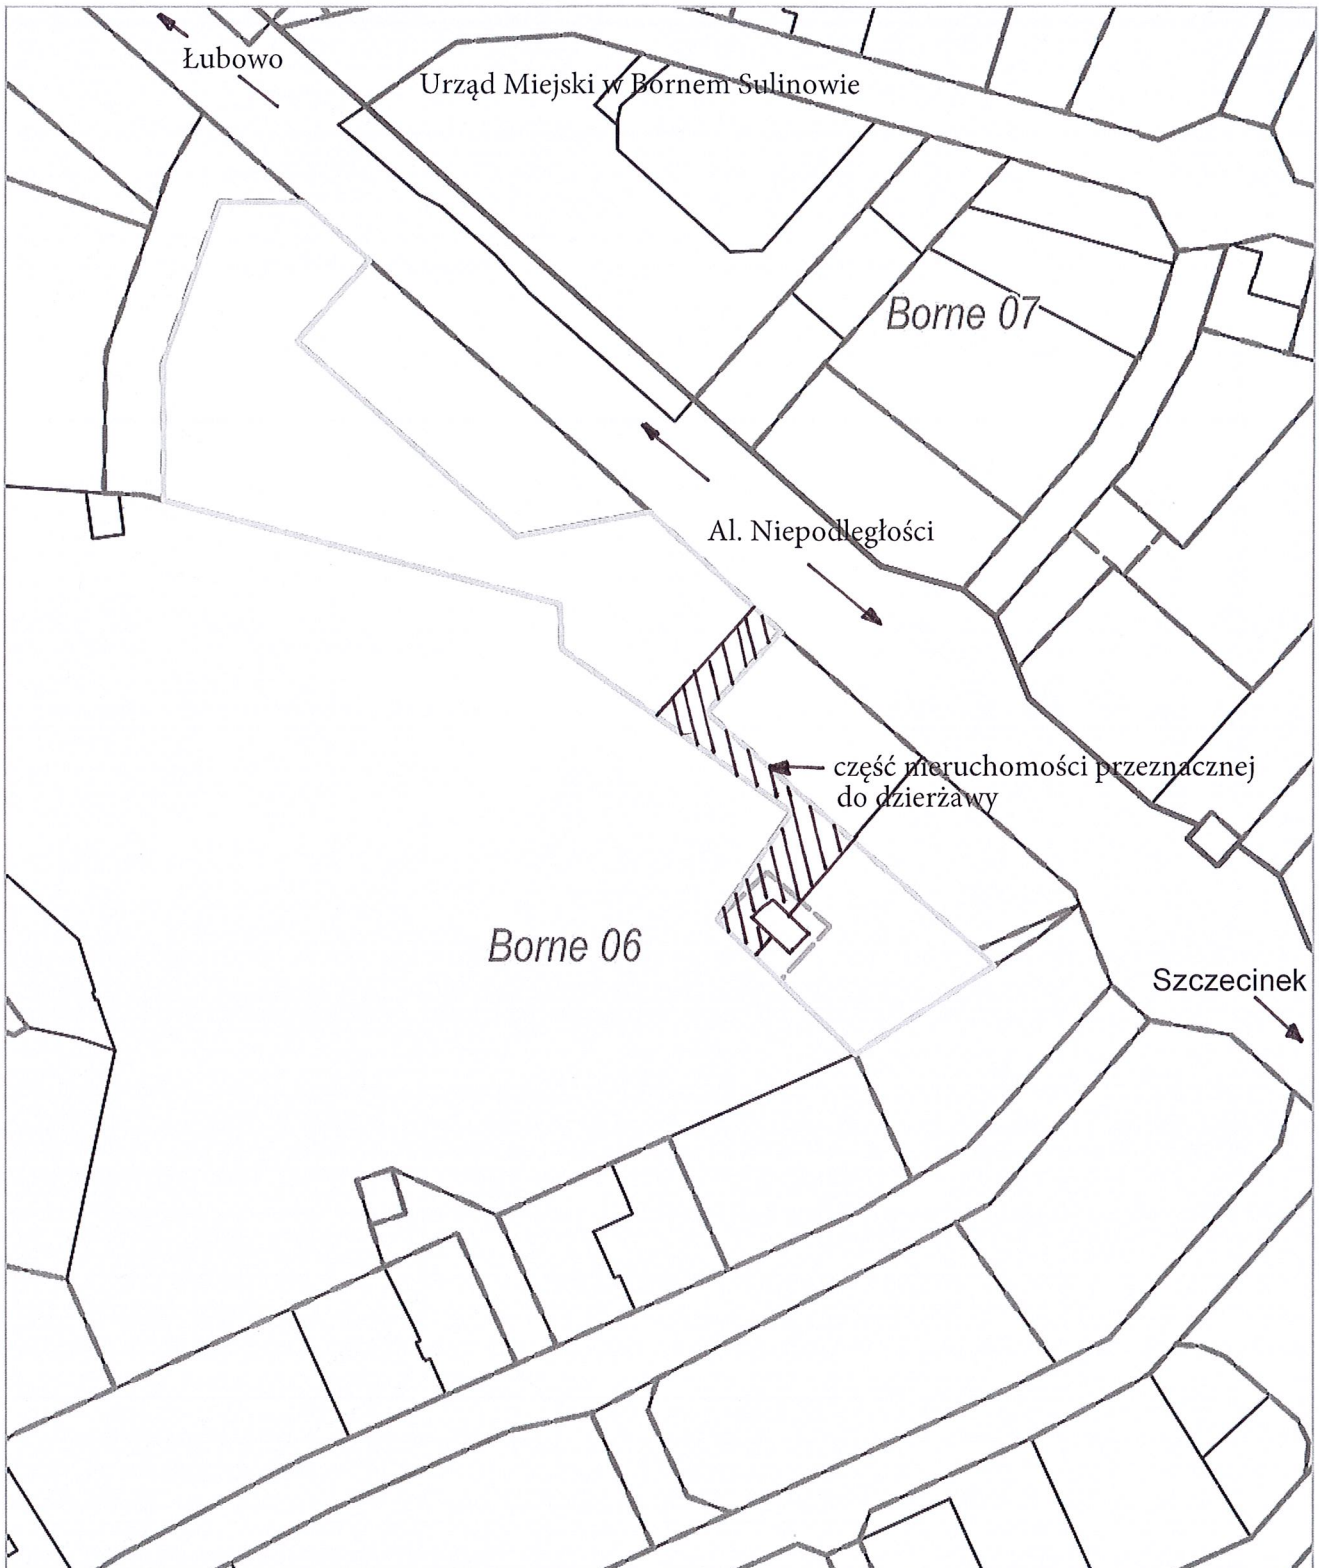 Łubowo
Urząd Miejski w Bornem Sulinowie
Borne 07
Al. Niepodległości
część nieruchomości przeznacznej
do dzierżawy
Borne 06
Szczecinek